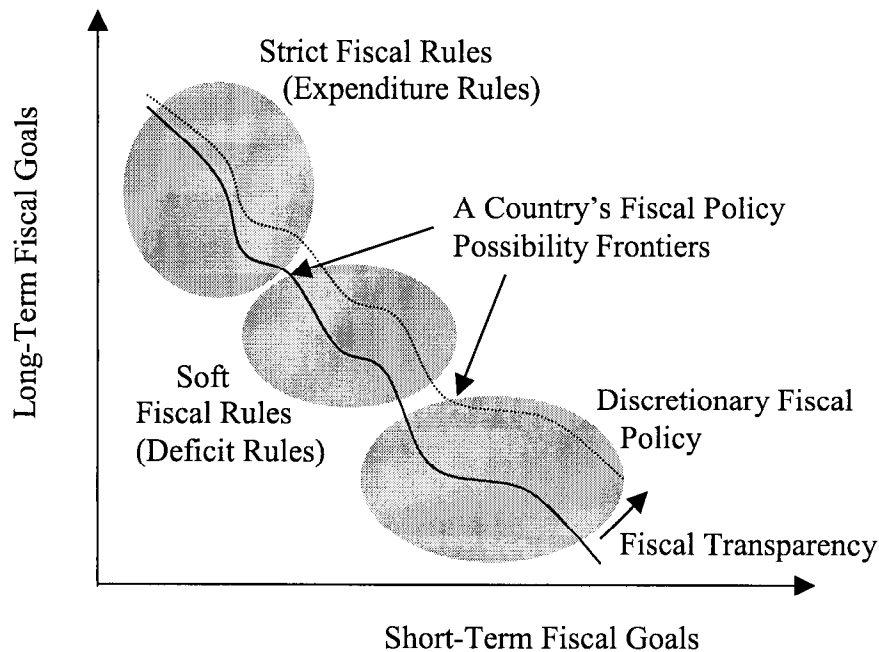 Strict Fiscal Rules
(Expenditure Rules)
Long-Term Fiscal Goals
A Country's Fiscal Policy
Possibility Frontiers
Soft
Fiscal Rules
(Deficit Rules)
Discretionary Fiscal
Policy
Fiscal Transparency
Short-Term Fiscal Goals